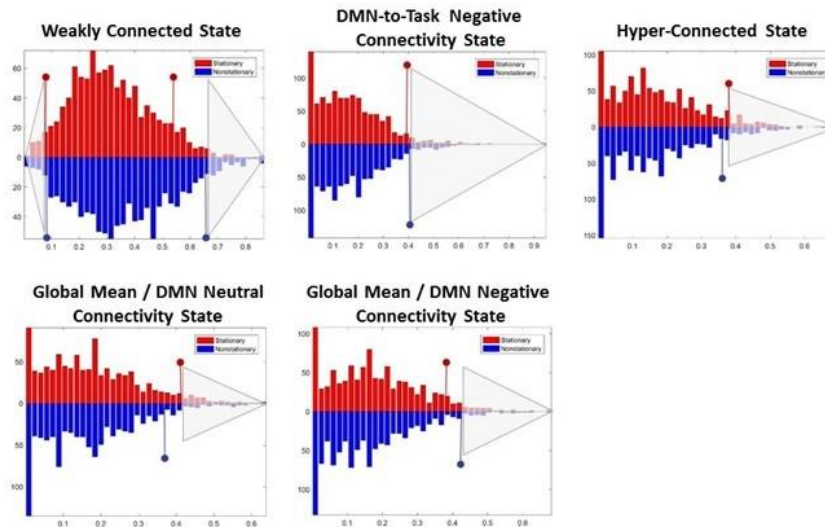 Weakly Connected State
DMN-to-Task Negative
Connectivity State
Hyper-Connected State
Stationary
Nonstationary
60
40
20
0
20
40
0.1 0.2 0.3 0.4 0.5 0.6 0.7 0.8
Stationary
Nonstationary
100
50
0
50
100
0.1 0.2 0.3 0.4 0.5 0.6 0.7 0.8 0.9
Stationary
Nonstationary
100
50
0
50
100
150
0.1 0.2 0.3 0.4 0.5 0.6
Global Mean / DMN Neutral
Connectivity State
Global Mean / DMN Negative
Connectivity State
Stationary
Nonstationary
50
0
50
100
0.1 0.2 0.3 0.4 0.5 0.6
Stationary
Nonstationary
100
50
0
50
100
0.1 0.2 0.3 0.4 0.5 0.6